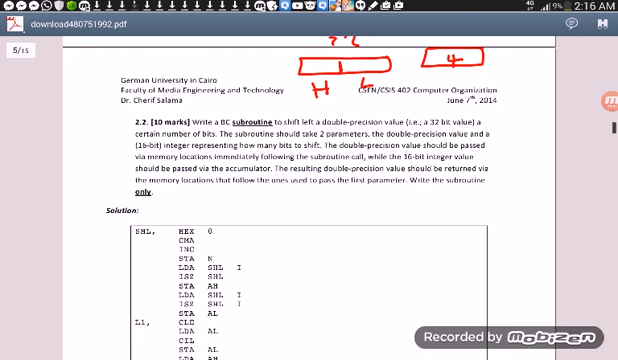 4G
9%
2:16 AM
download480751992.pdf
5/15
32
H L
4
German University in Cairo
Faculty of Media Engineering and Technology
Dr. Cherif Salama
CSEN/CSIS 402 Computer Organization
June 7th, 2014
2.2. [10 marks] Write a BC subroutine to shift left a double-precision value (i.e.; a 32 bit value) a
certain number of bits. The subroutine should take 2 parameters, the double-precision value and a
(16-bit) integer representing how many bits to shift. The double-precision value should be passed
via memory locations immediately following the subroutine call, while the 16-bit integer value
should be passed via the accumulator. The resulting double-precision value should be returned via
the memory locations that follow the ones used to pass the first parameter. Write the subroutine
only.
Solution:
SHL, HEX 0
CMA
INC
STA N
LDA SHL I
ISZ SHL
STA AH
LDA SHL I
ISZ SHL I
STA AL
L1, CLE
LDA AL
CIL
STA AL
LDA AH
Recorded by
mobizen